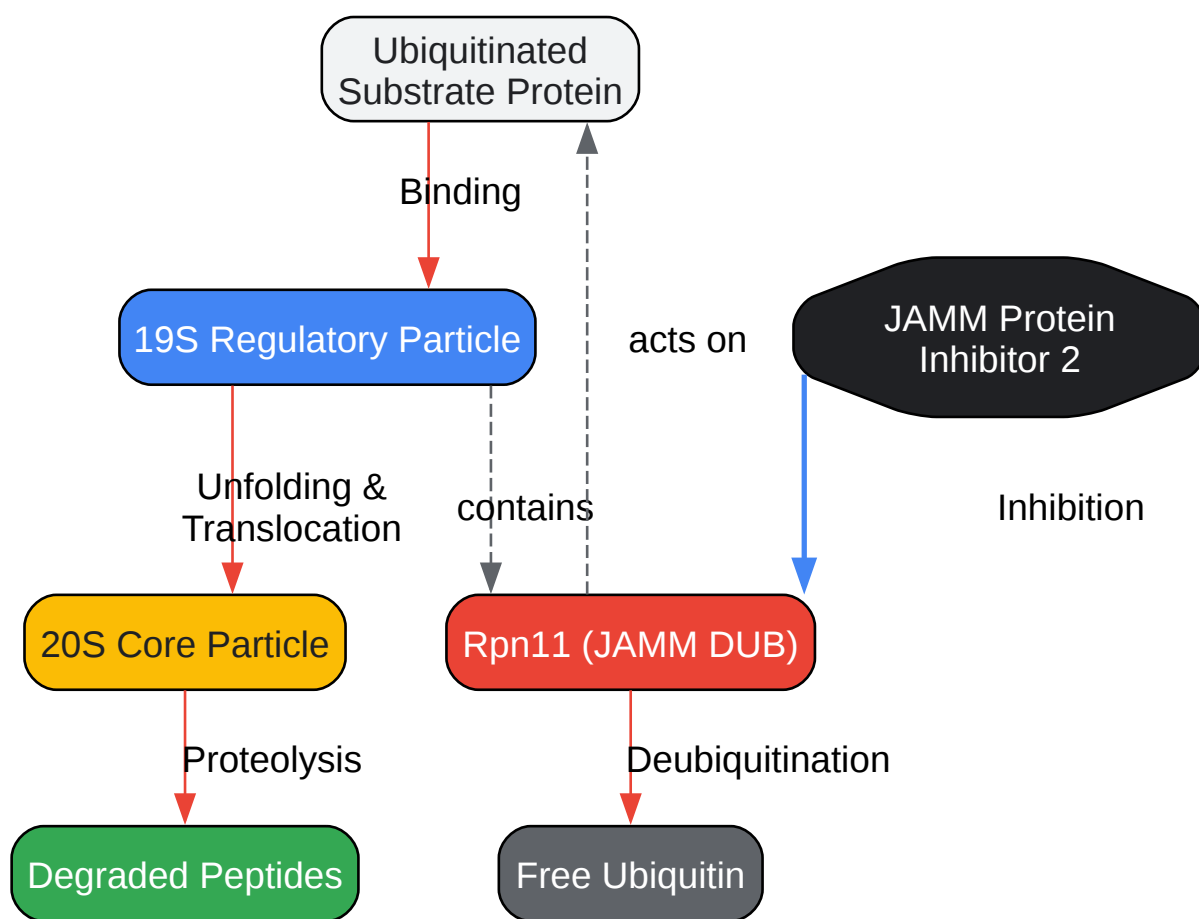 Ubiquitinated
Substrate Protein
Binding
19S Regulatory Particle
acts on
JAMM Protein
Inhibitor 2
Unfolding &
Translocation
contains
Inhibition
20S Core Particle
Rpn11 (JAMM DUB)
Proteolysis
Deubiquitination
Degraded Peptides
Free Ubiquitin